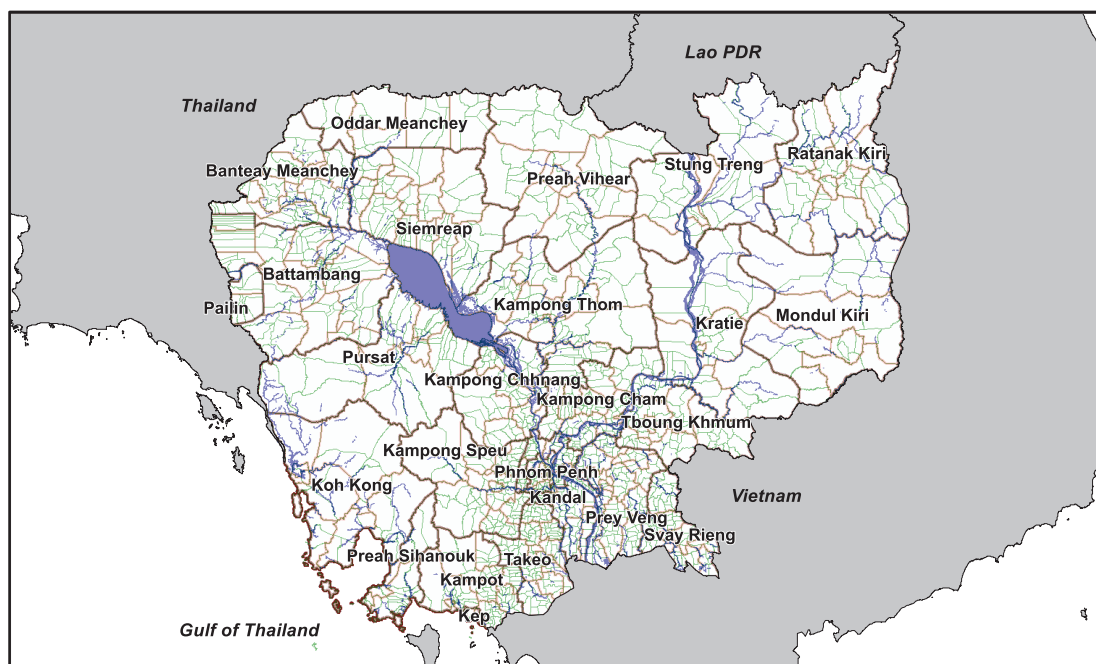 Lao PDR
Thailand
Oddar Meanchey
Stung Treng
Ratanak Kiri
Banteay Meanchey
Preah Vihear
Siemreap
Battambang
Pailin
Kampong Thom
Mondul Kiri
Kratie
Pursat
Kampong Chhnang
Kampong Cham
Tboung Khmum
Kampong Speu
Phnom Penh
Koh Kong
Kandal
Vietnam
Prey Veng
Svay Rieng
Preah Sihanouk
Takeo
Kampot
Kep
Gulf of Thailand